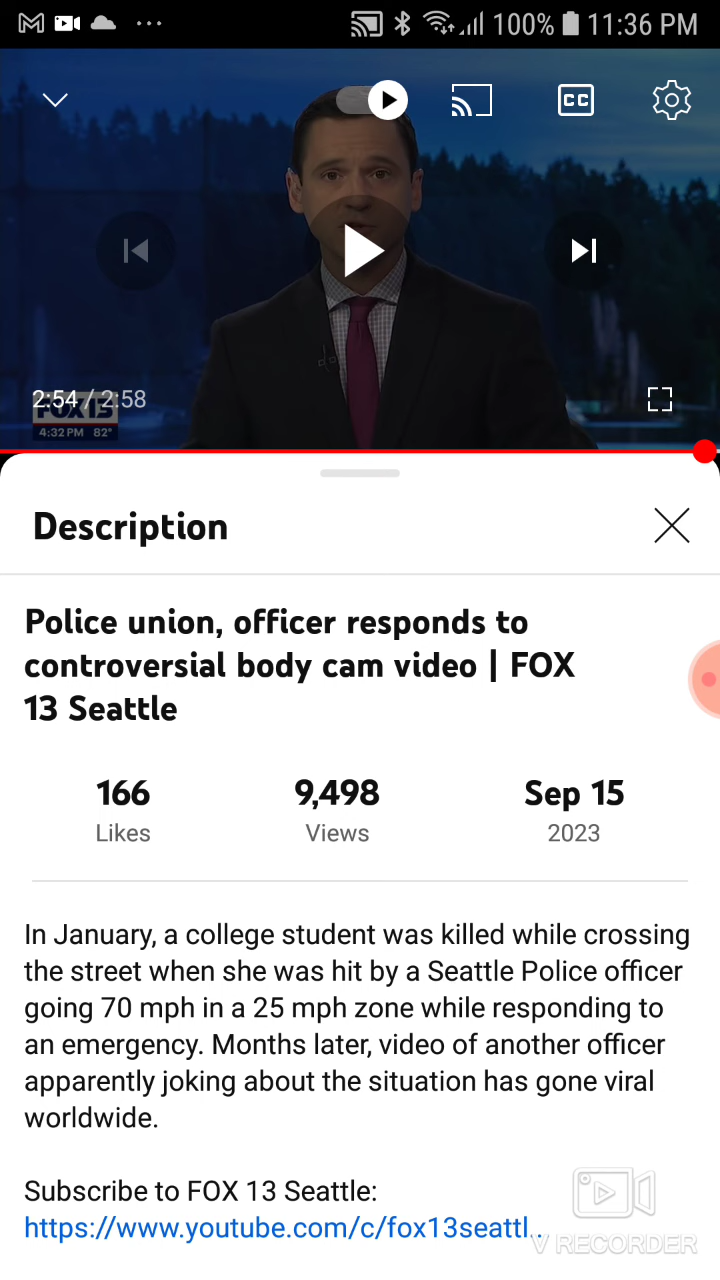 100% 11:36 PM
CC
2:54 / 2:58
FOX 13
4:32 PM 82°
Description
Police union, officer responds to
controversial body cam video | FOX
13 Seattle
166 9,498 Sep 15
Likes Views 2023
In January, a college student was killed while crossing
the street when she was hit by a Seattle Police officer
going 70 mph in a 25 mph zone while responding to
an emergency. Months later, video of another officer
apparently joking about the situation has gone viral
worldwide.
Subscribe to FOX 13 Seattle:
https://www.youtube.com/c/fox13seattl..
V RECORDER